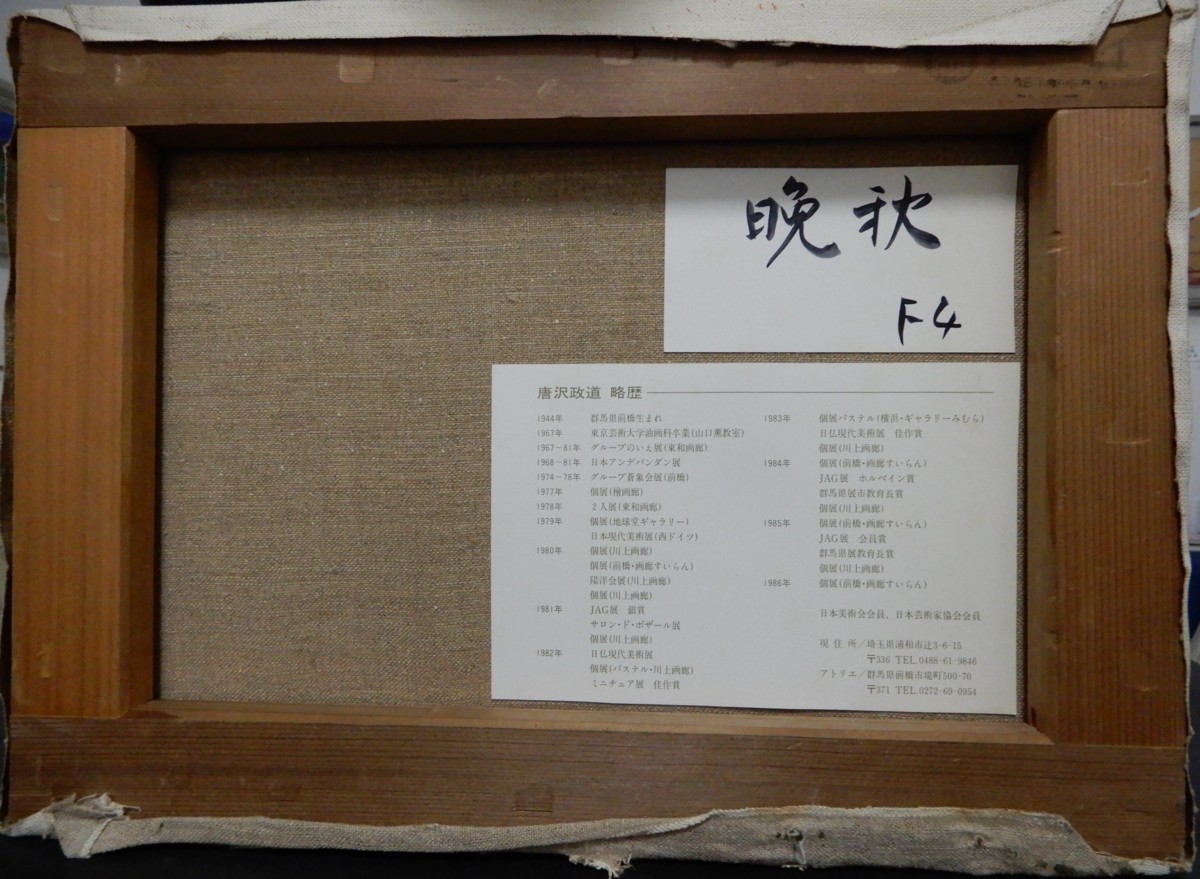 晩秋
F4
唐沢政道 略歴
1944年 群馬県前橋生まれ
1967年 東京芸術大学油画科卒業(山口薫教室)
1967〜81年 グループのいえ展(東和画廊)
1968〜81年 日本アンデパンダン展
1974〜78年 グループ蒼象会展(前橋)
1977年 個展(檜画廊)
1978年 2人展(東和画廊)
1979年 個展(地球堂ギャラリー)
日本現代美術展(西ドイツ)
1980年 個展(川上画廊)
個展(前橋・画廊すいらん)
陽洋会展(川上画廊)
個展(川上画廊)
1981年 JAG展 銀賞
サロン・ド・ボザール展
個展(川上画廊)
1982年 日仏現代美術展
個展(パステル・川上画廊)
ミニチュア展 佳作賞
1983年 個展パステル(横浜・ギャラリーみむら)
日仏現代美術展 佳作賞
個展(川上画廊)
1984年 個展(前橋・画廊すいらん)
JAG展 ホルベイン賞
群馬県展市教育長賞
個展(川上画廊)
1985年 個展(前橋・画廊すいらん)
JAG展 会員賞
群馬県展教育長賞
個展(川上画廊)
1986年 個展(前橋・画廊すいらん)
日本美術会会員，日本芸術家協会会員
現住所／埼玉県浦和市辻3-6-15
〒336 TEL.0488-61-9846
アトリエ／群馬県前橋市堤町500-70
〒371 TEL.0272-69-0954